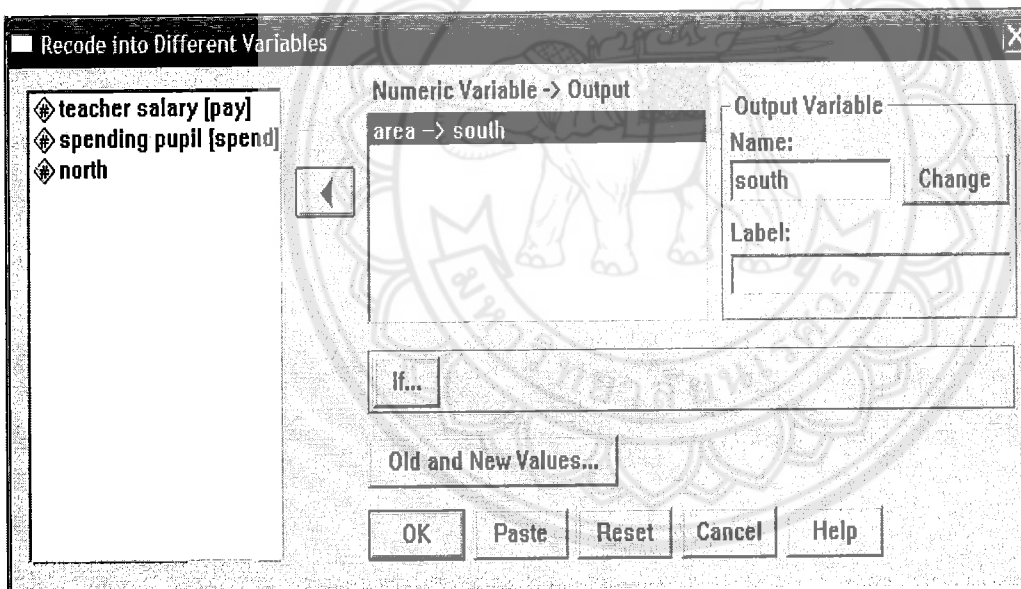 Recode into Different Variables
teacher salary [pay]
spending pupil [spend]
north
Numeric Variable -> Output
area -> south
Output Variable
Name:
south
Change
Label:
If...
Old and New Values...
OK
Paste
Reset
Cancel
Help